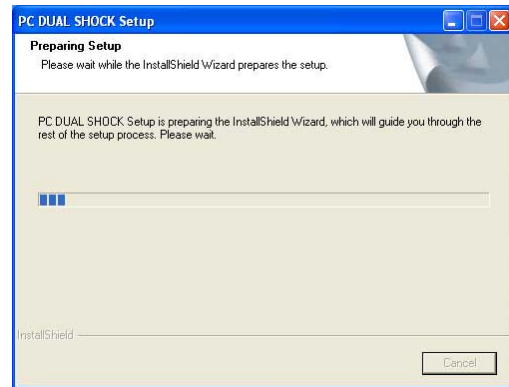 PC DUAL SHOCK Setup
Preparing Setup
Please wait while the InstallShield Wizard prepares the setup.
PC DUAL SHOCK Setup is preparing the InstallShield Wizard, which will guide you through the
rest of the setup process. Please wait.
InstallShield
Cancel